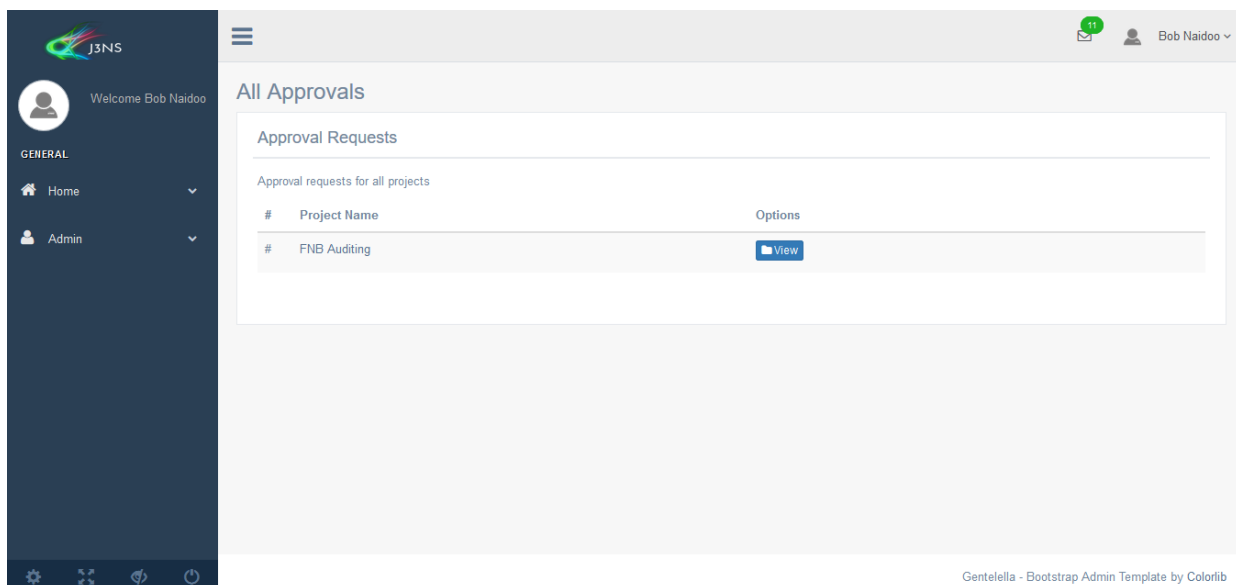 J3NS
11
Bob Naidoo
Welcome Bob Naidoo
GENERAL
Home
Admin
All Approvals
Approval Requests
Approval requests for all projects
# Project Name Options
# FNB Auditing View
Gentelella - Bootstrap Admin Template by Colorlib